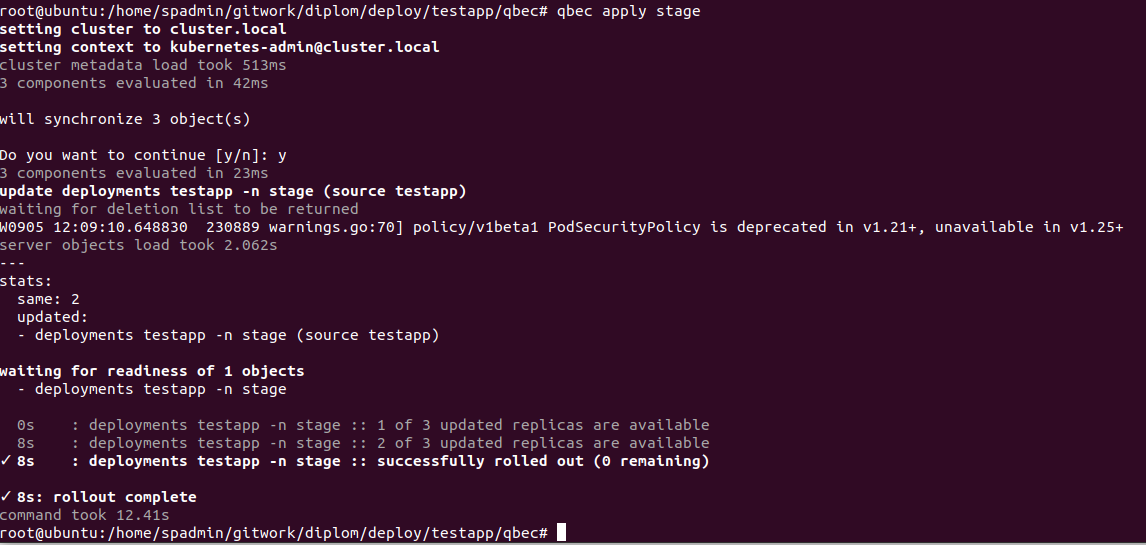 root@ubuntu:/home/spadmin/gitwork/diplom/deploy/testapp/qbec# qbec apply stage
setting cluster to cluster.local
setting context to kubernetes-admin@cluster.local
cluster metadata load took 513ms
3 components evaluated in 42ms
will synchronize 3 object(s)
Do you want to continue [y/n]: y
3 components evaluated in 23ms
update deployments testapp -n stage (source testapp)
waiting for deletion list to be returned
W0905 12:09:10.648830  230889 warnings.go:70] policy/v1beta1 PodSecurityPolicy is deprecated in v1.21+, unavailable in v1.25+
server objects load took 2.062s
---
stats:
  same: 2
  updated:
  - deployments testapp -n stage (source testapp)
waiting for readiness of 1 objects
  - deployments testapp -n stage
  0s    : deployments testapp -n stage :: 1 of 3 updated replicas are available
  8s    : deployments testapp -n stage :: 2 of 3 updated replicas are available
✓ 8s    : deployments testapp -n stage :: successfully rolled out (0 remaining)
✓ 8s: rollout complete
command took 12.41s
root@ubuntu:/home/spadmin/gitwork/diplom/deploy/testapp/qbec#